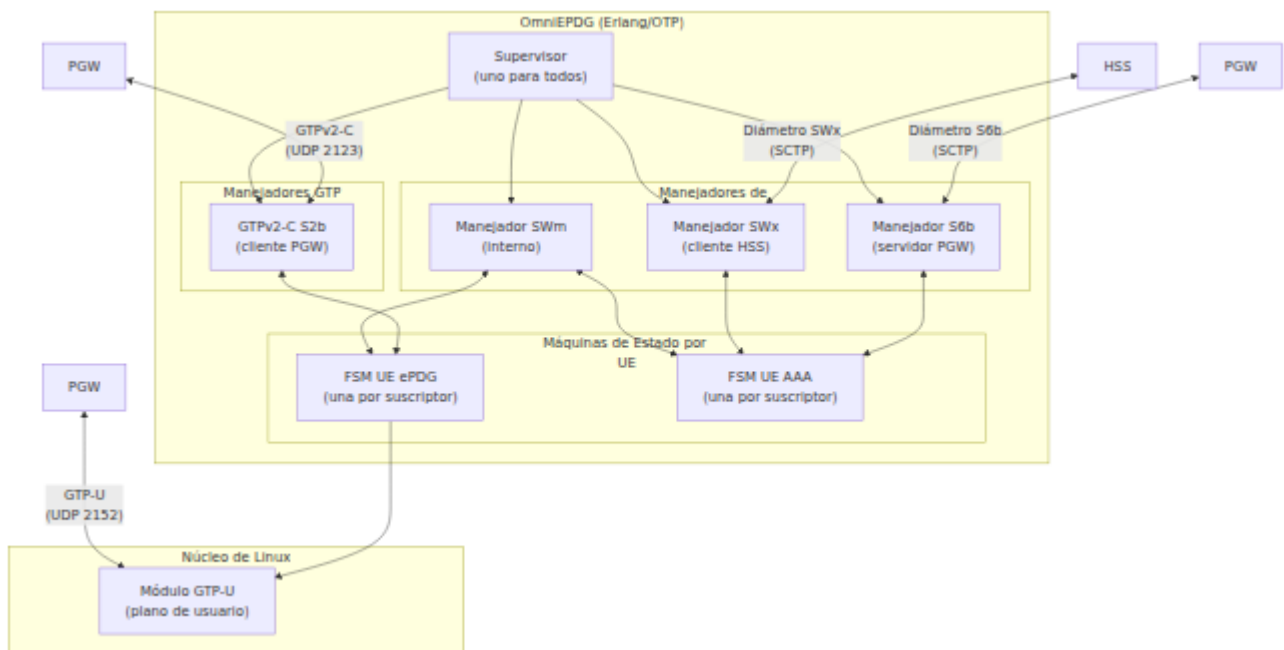 OmniEPDG (Erlang/OTP)
Supervisor
(uno para todos)
PGW
HSS
PGW
GTPv2-C
(UDP 2123)
Diámetro SWx
(SCTP)
Diámetro S6b
(SCTP)
Manejadores GTP
Manejadores de
GTPv2-C S2b
(cliente PGW)
Manejador SWm
(interno)
Manejador SWx
(cliente HSS)
Manejador S6b
(servidor PGW)
Máquinas de Estado por
UE
FSM UE ePDG
(una por suscriptor)
FSM UE AAA
(una por suscriptor)
PGW
GTP-U
(UDP 2152)
Núcleo de Linux
Módulo GTP-U
(plano de usuario)